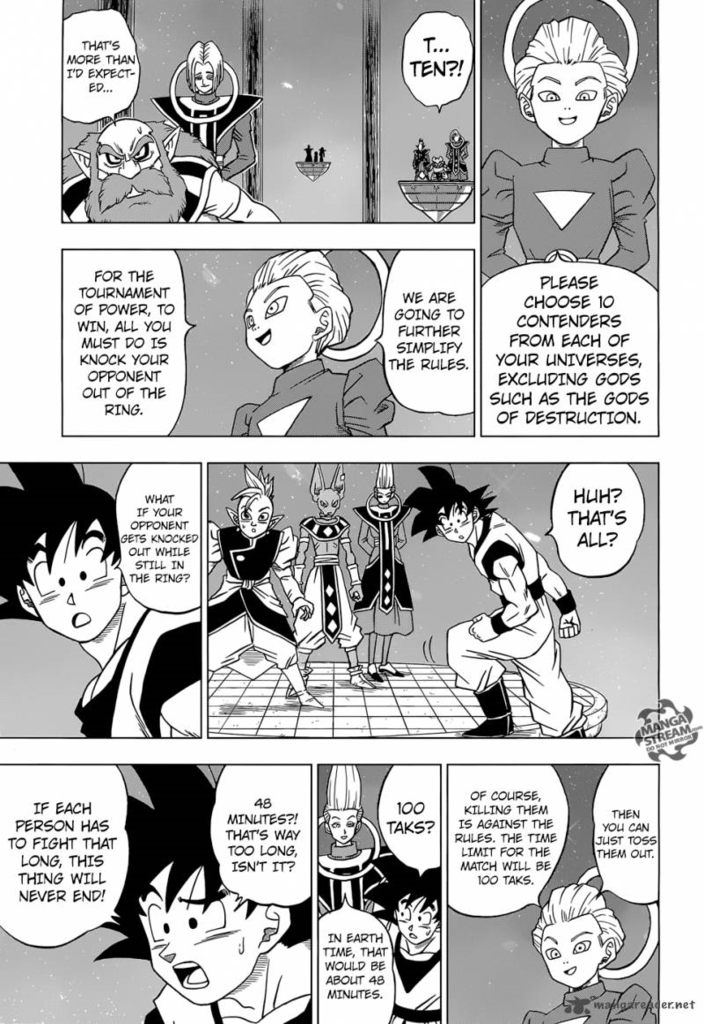 PLEASE
CHOOSE 10
CONTENDERS
FROM EACH OF
YOUR UNIVERSES,
EXCLUDING GODS
SUCH AS THE GODS
OF DESTRUCTION.
T...
TEN?!
THAT'S
MORE THAN
I'D EXPECT-
ED...
WE ARE
GOING TO
FURTHER
SIMPLIFY
THE RULES.
FOR THE
TOURNAMENT
OF POWER, TO
WIN, ALL YOU
MUST DO IS
KNOCK YOUR
OPPONENT
OUT OF THE
RING.
HUH?
THAT'S
ALL?
WHAT
IF YOUR
OPPONENT
GETS KNOCKED
OUT WHILE
STILL IN
THE RING?
MANGA
STREAM.com
DO NOT MIRROR
THEN
YOU CAN
JUST TOSS
THEM OUT.
OF COURSE,
KILLING THEM
IS AGAINST THE
RULES. THE TIME
LIMIT FOR THE
MATCH WILL BE
100 TAKS.
100
TAKS?
IN EARTH
TIME, THAT
WOULD BE
ABOUT 48
MINUTES.
48
MINUTES?!
THAT'S WAY
TOO LONG,
ISN'T IT?
IF EACH
PERSON HAS
TO FIGHT THAT
LONG, THIS
THING WILL
NEVER END!
mangareader.net